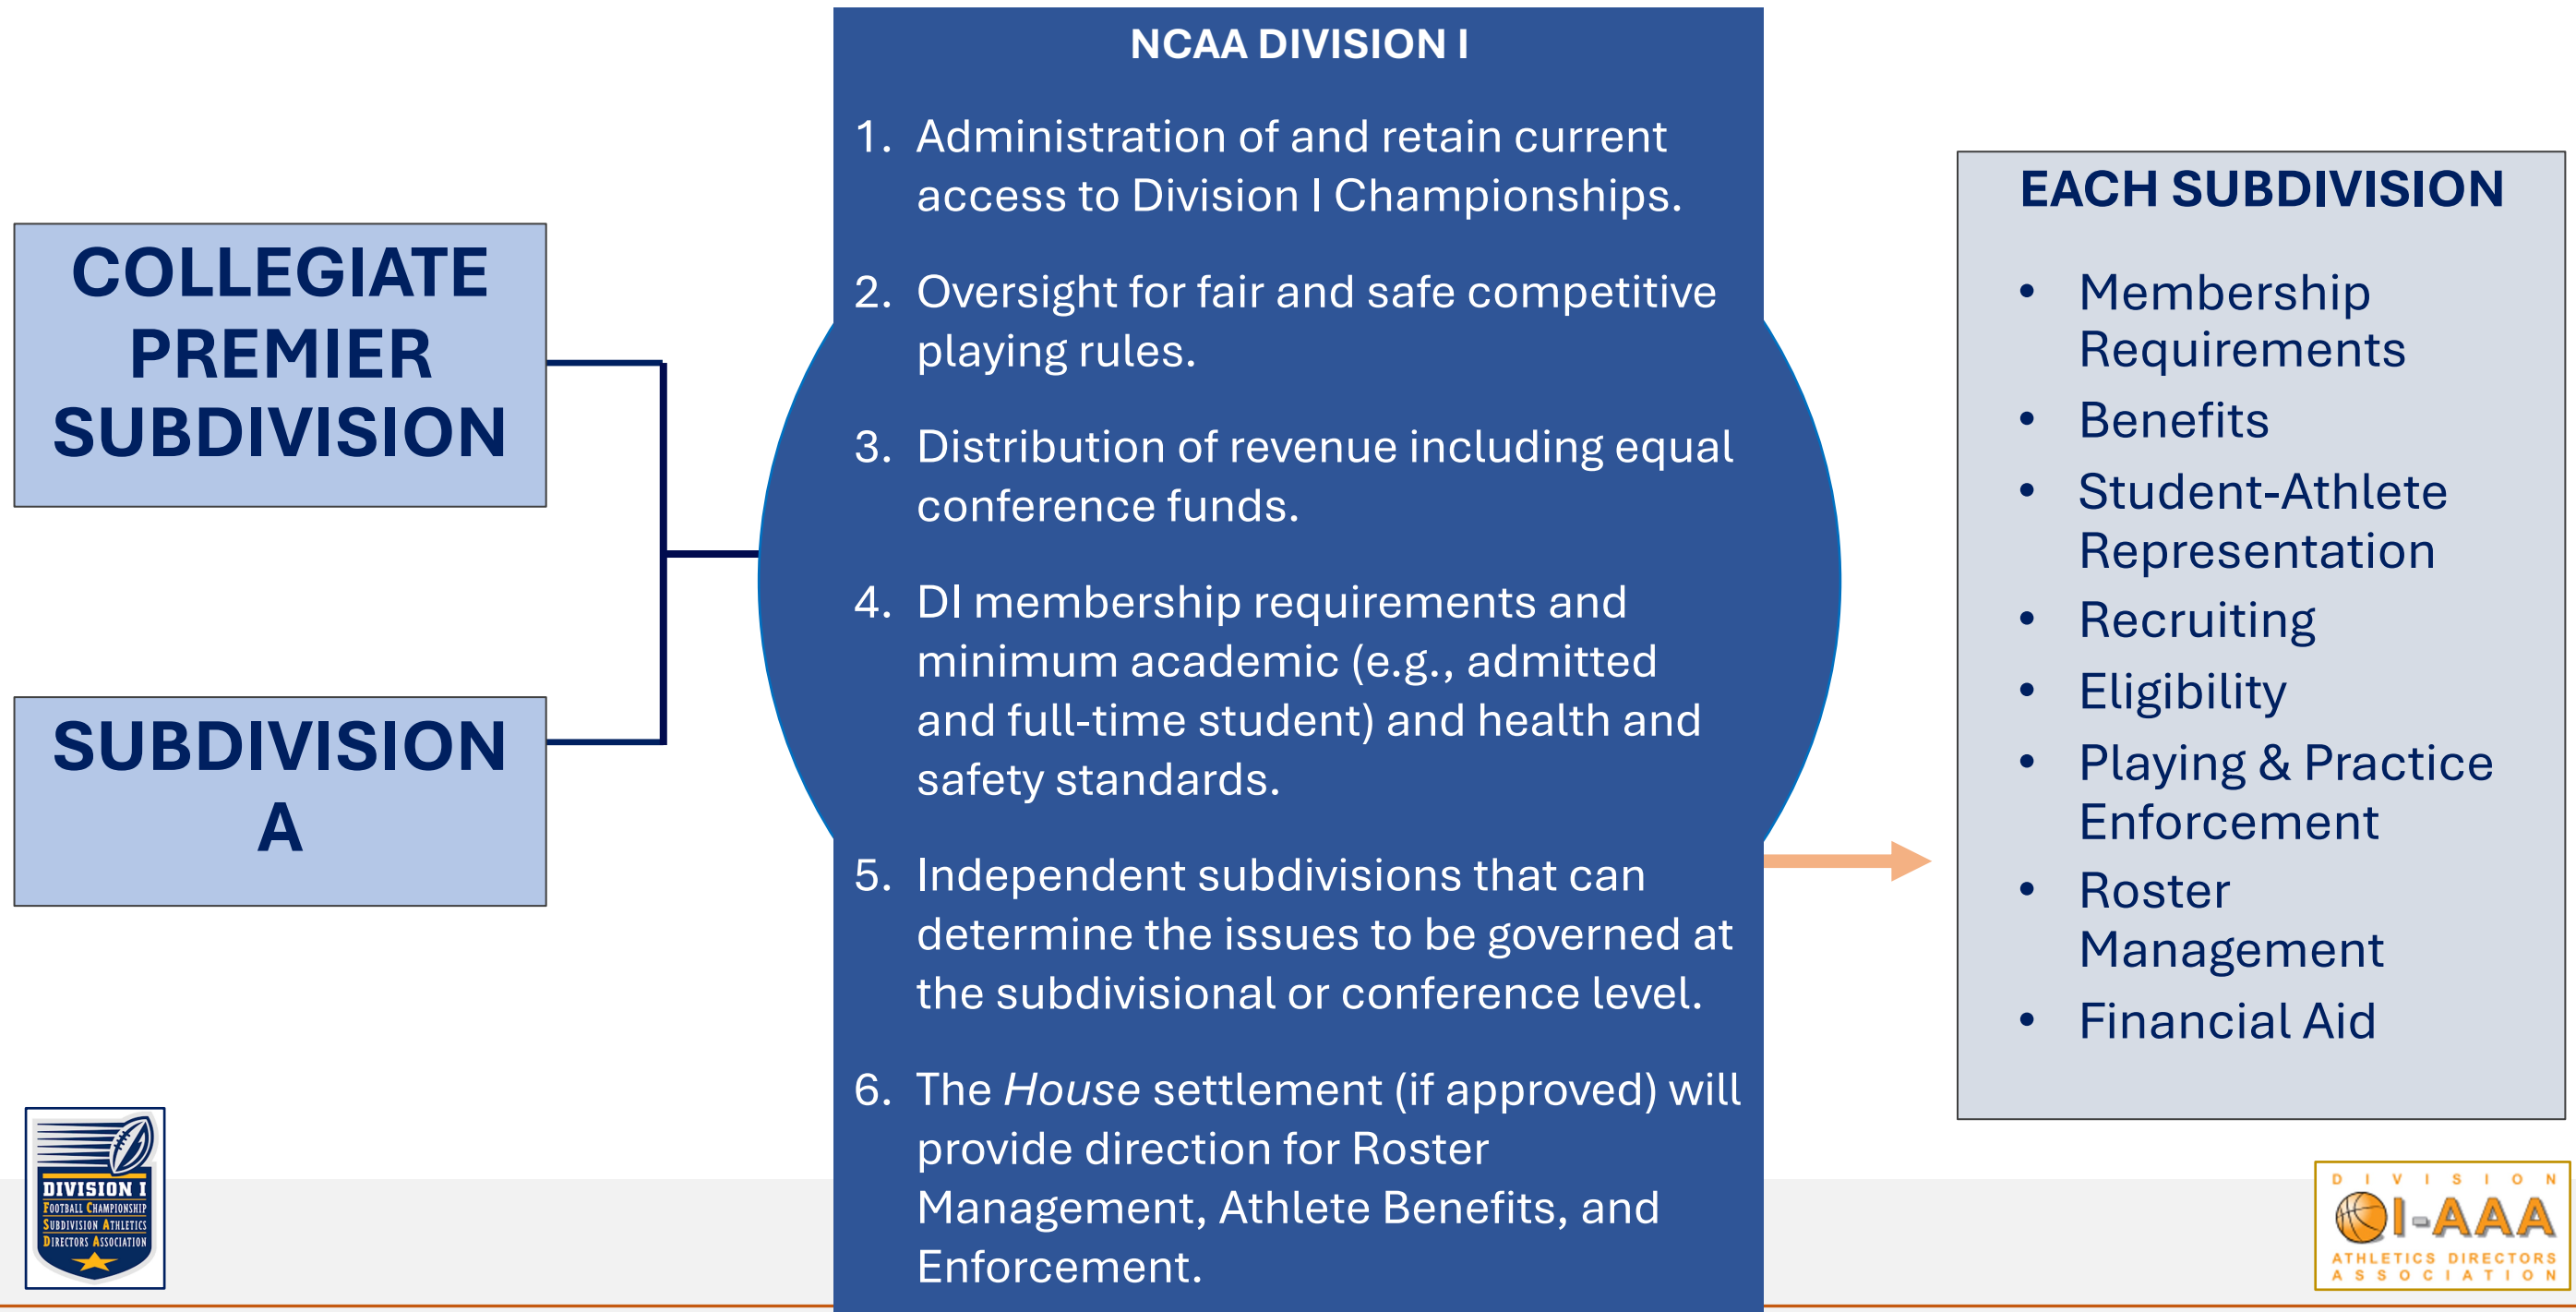 COLLEGIATE
PREMIER
SUBDIVISION
SUBDIVISION
A
NCAA DIVISION I
1. Administration of and retain current
access to Division I Championships.
2. Oversight for fair and safe competitive
playing rules.
3. Distribution of revenue including equal
conference funds.
4. DI membership requirements and
minimum academic (e.g., admitted
and full-time student) and health and
safety standards.
5. Independent subdivisions that can
determine the issues to be governed at
the subdivisional or conference level.
6. The House settlement (if approved) will
provide direction for Roster
Management, Athlete Benefits, and
Enforcement.
EACH SUBDIVISION
• Membership
Requirements
• Benefits
• Student-Athlete
Representation
• Recruiting
• Eligibility
• Playing & Practice
Enforcement
• Roster
Management
• Financial Aid
DIVISION I
FOOTBALL CHAMPIONSHIP
SUBDIVISION ATHLETICS
DIRECTORS ASSOCIATION
DIVISION
I-AAA
ATHLETICS DIRECTORS
ASSOCIATION